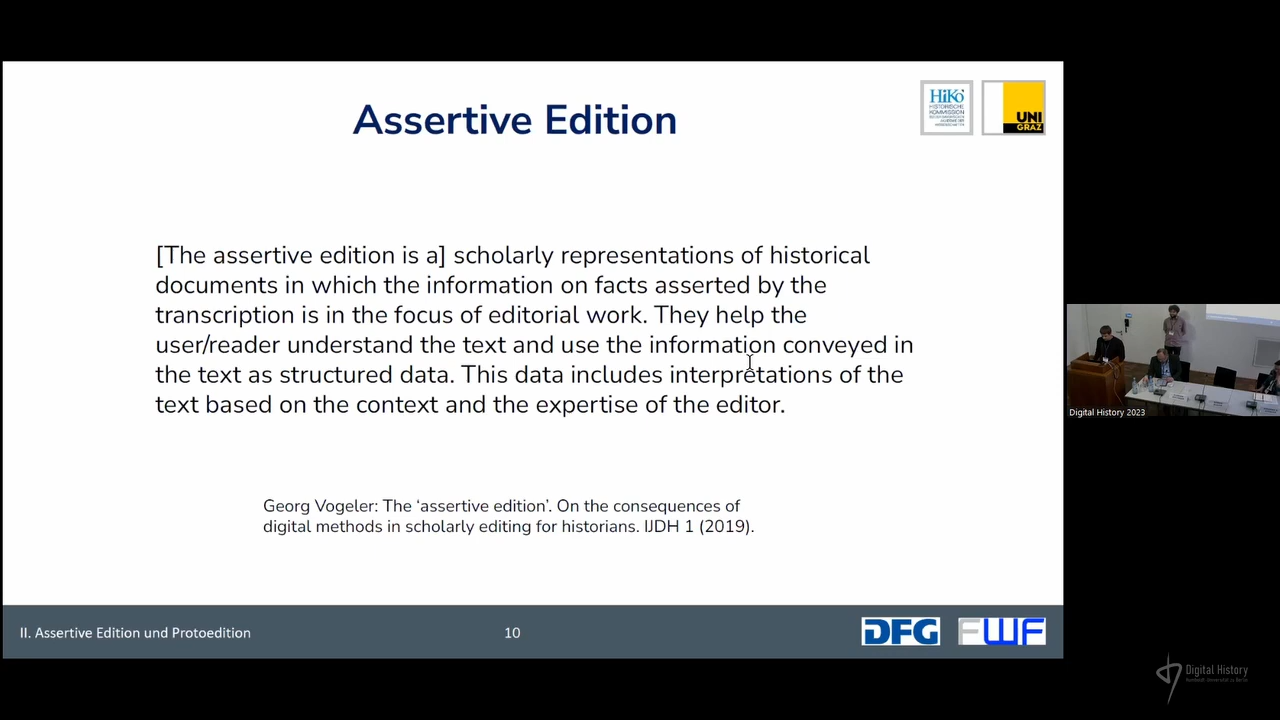 Assertive Edition
HiKo
HISTORISCHE
KOMMISSION
UNI
GRAZ
[The assertive edition is a] scholarly representations of historical
documents in which the information on facts asserted by the
transcription is in the focus of editorial work. They help the
user/reader understand the text and use the information conveyed in
the text as structured data. This data includes interpretations of the
text based on the context and the expertise of the editor.
Georg Vogeler: The ‘assertive edition’. On the consequences of
digital methods in scholarly editing for historians. IJDH 1 (2019).
II. Assertive Edition und Protoedition
10
DFG
FWF
Digital History 2023
Digital History